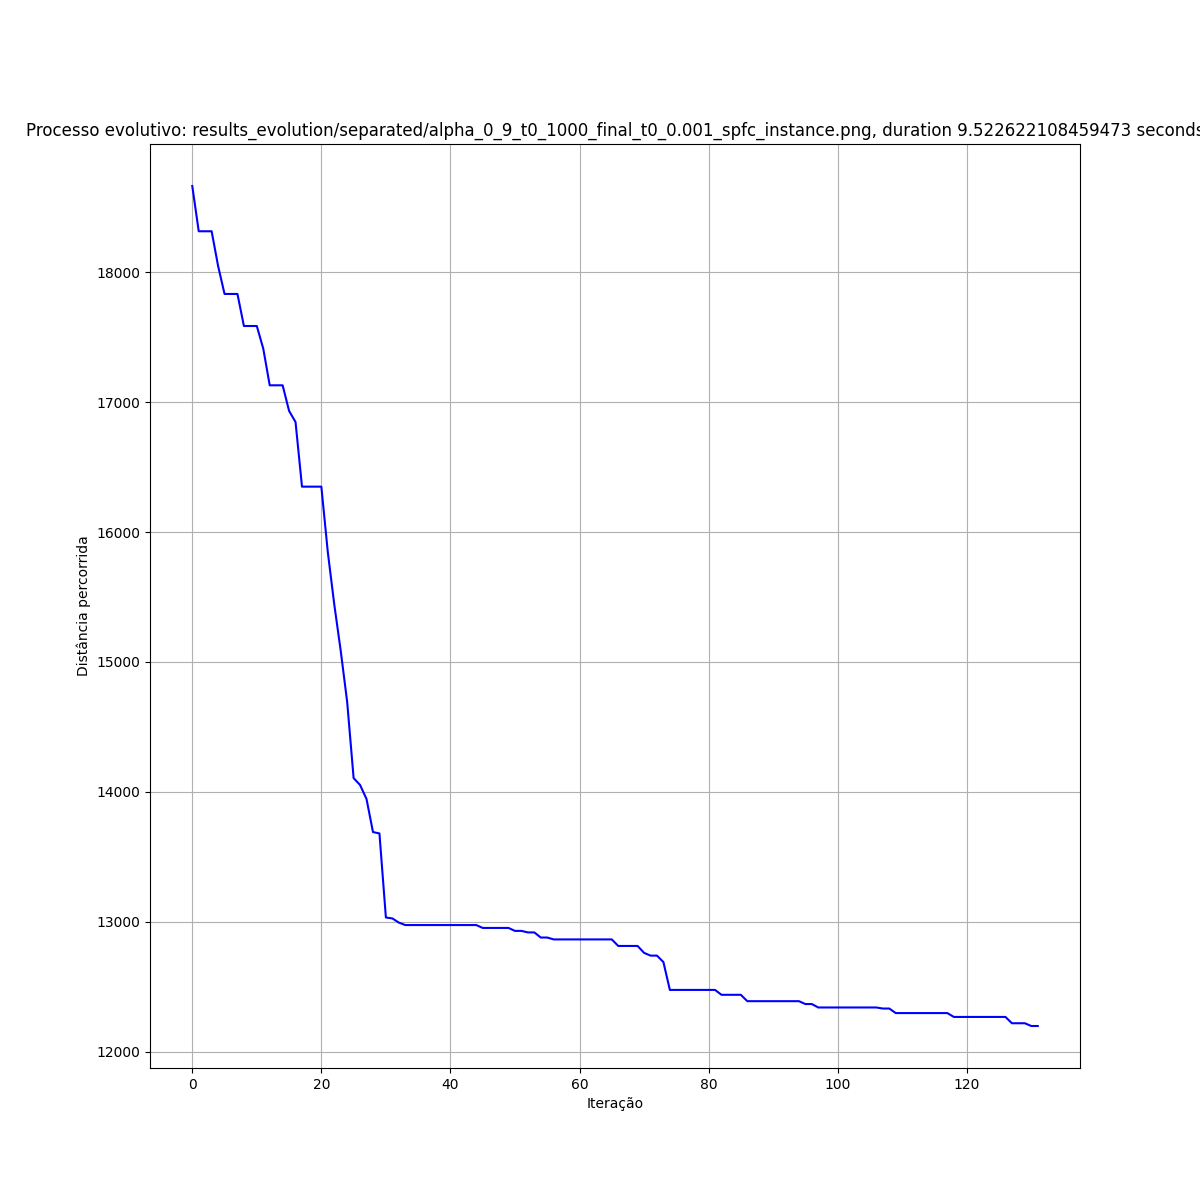 Processo evolutivo: results_evolution/separated/alpha_0_9_t0_1000_final_t0_0.001_spfc_instance.png, duration 9.522622108459473 seconds
18000
17000
16000
15000
14000
13000
12000
Distância percorrida
0 20 40 60 80 100 120
Iteração